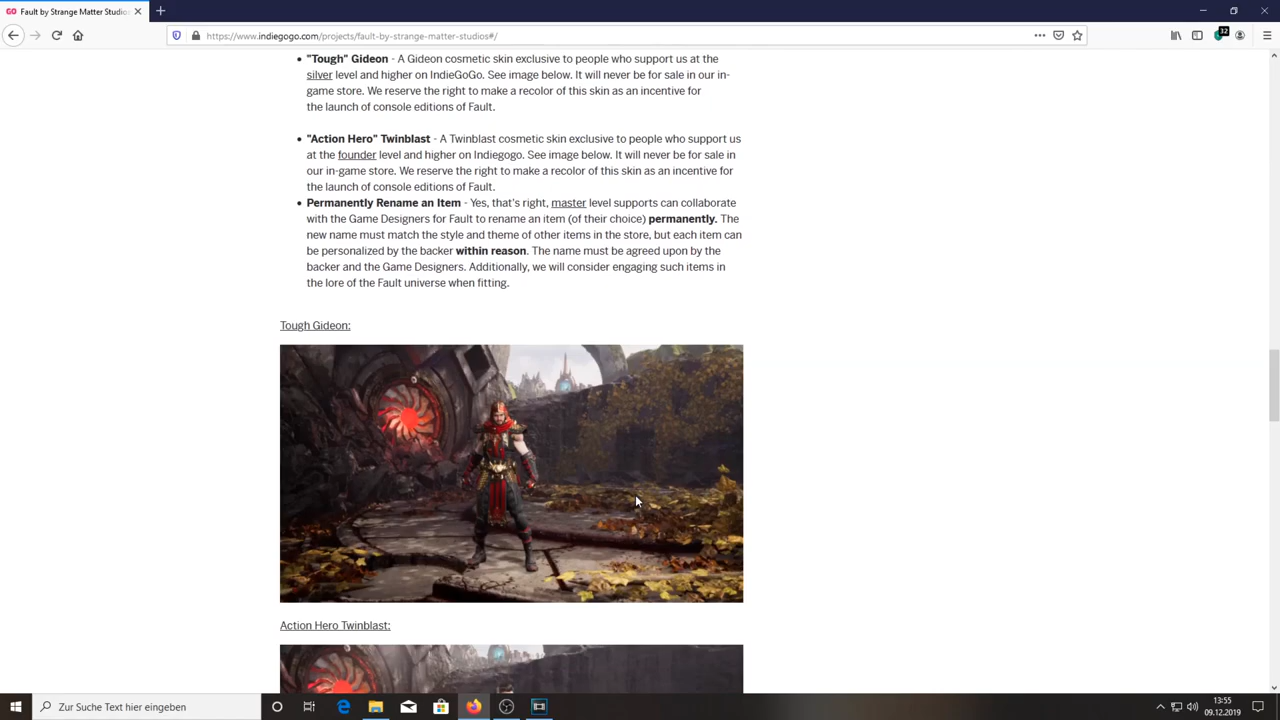 Fault by Strange Matter Studios
https://www.indiegogo.com/projects/fault-by-strange-matter-studios#/
32
"Tough" Gideon - A Gideon cosmetic skin exclusive to people who support us at the
silver level and higher on IndieGoGo. See image below. It will never be for sale in our in-
game store. We reserve the right to make a recolor of this skin as an incentive for
the launch of console editions of Fault.
"Action Hero" Twinblast - A Twinblast cosmetic skin exclusive to people who support us
at the founder level and higher on Indiegogo. See image below. It will never be for sale in
our in-game store. We reserve the right to make a recolor of this skin as an incentive for
the launch of console editions of Fault.
Permanently Rename an Item - Yes, that's right, master level supports can collaborate
with the Game Designers for Fault to rename an item (of their choice) permanently. The
new name must match the style and theme of other items in the store, but each item can
be personalized by the backer within reason. The name must be agreed upon by the
backer and the Game Designers. Additionally, we will consider engaging such items in
the lore of the Fault universe when fitting.
Tough Gideon:
Action Hero Twinblast:
Zur Suche Text hier eingeben
13:55
09.12.2019